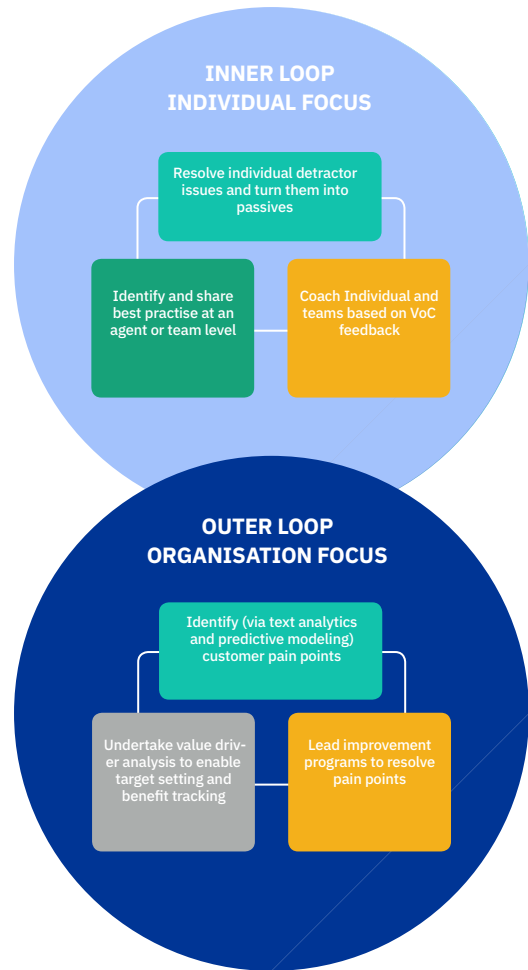 INNER LOOP
INDIVIDUAL FOCUS
Resolve individual detractor
issues and turn them into
passives
Identify and share
best practise at an
agent or team level
Coach Individual and
teams based on VoC
feedback
OUTER LOOP
ORGANISATION FOCUS
Identify (via text analytics
and predictive modeling)
customer pain points
Undertake value driv-
er analysis to enable
target setting and
benefit tracking
Lead improvement
programs to resolve
pain points